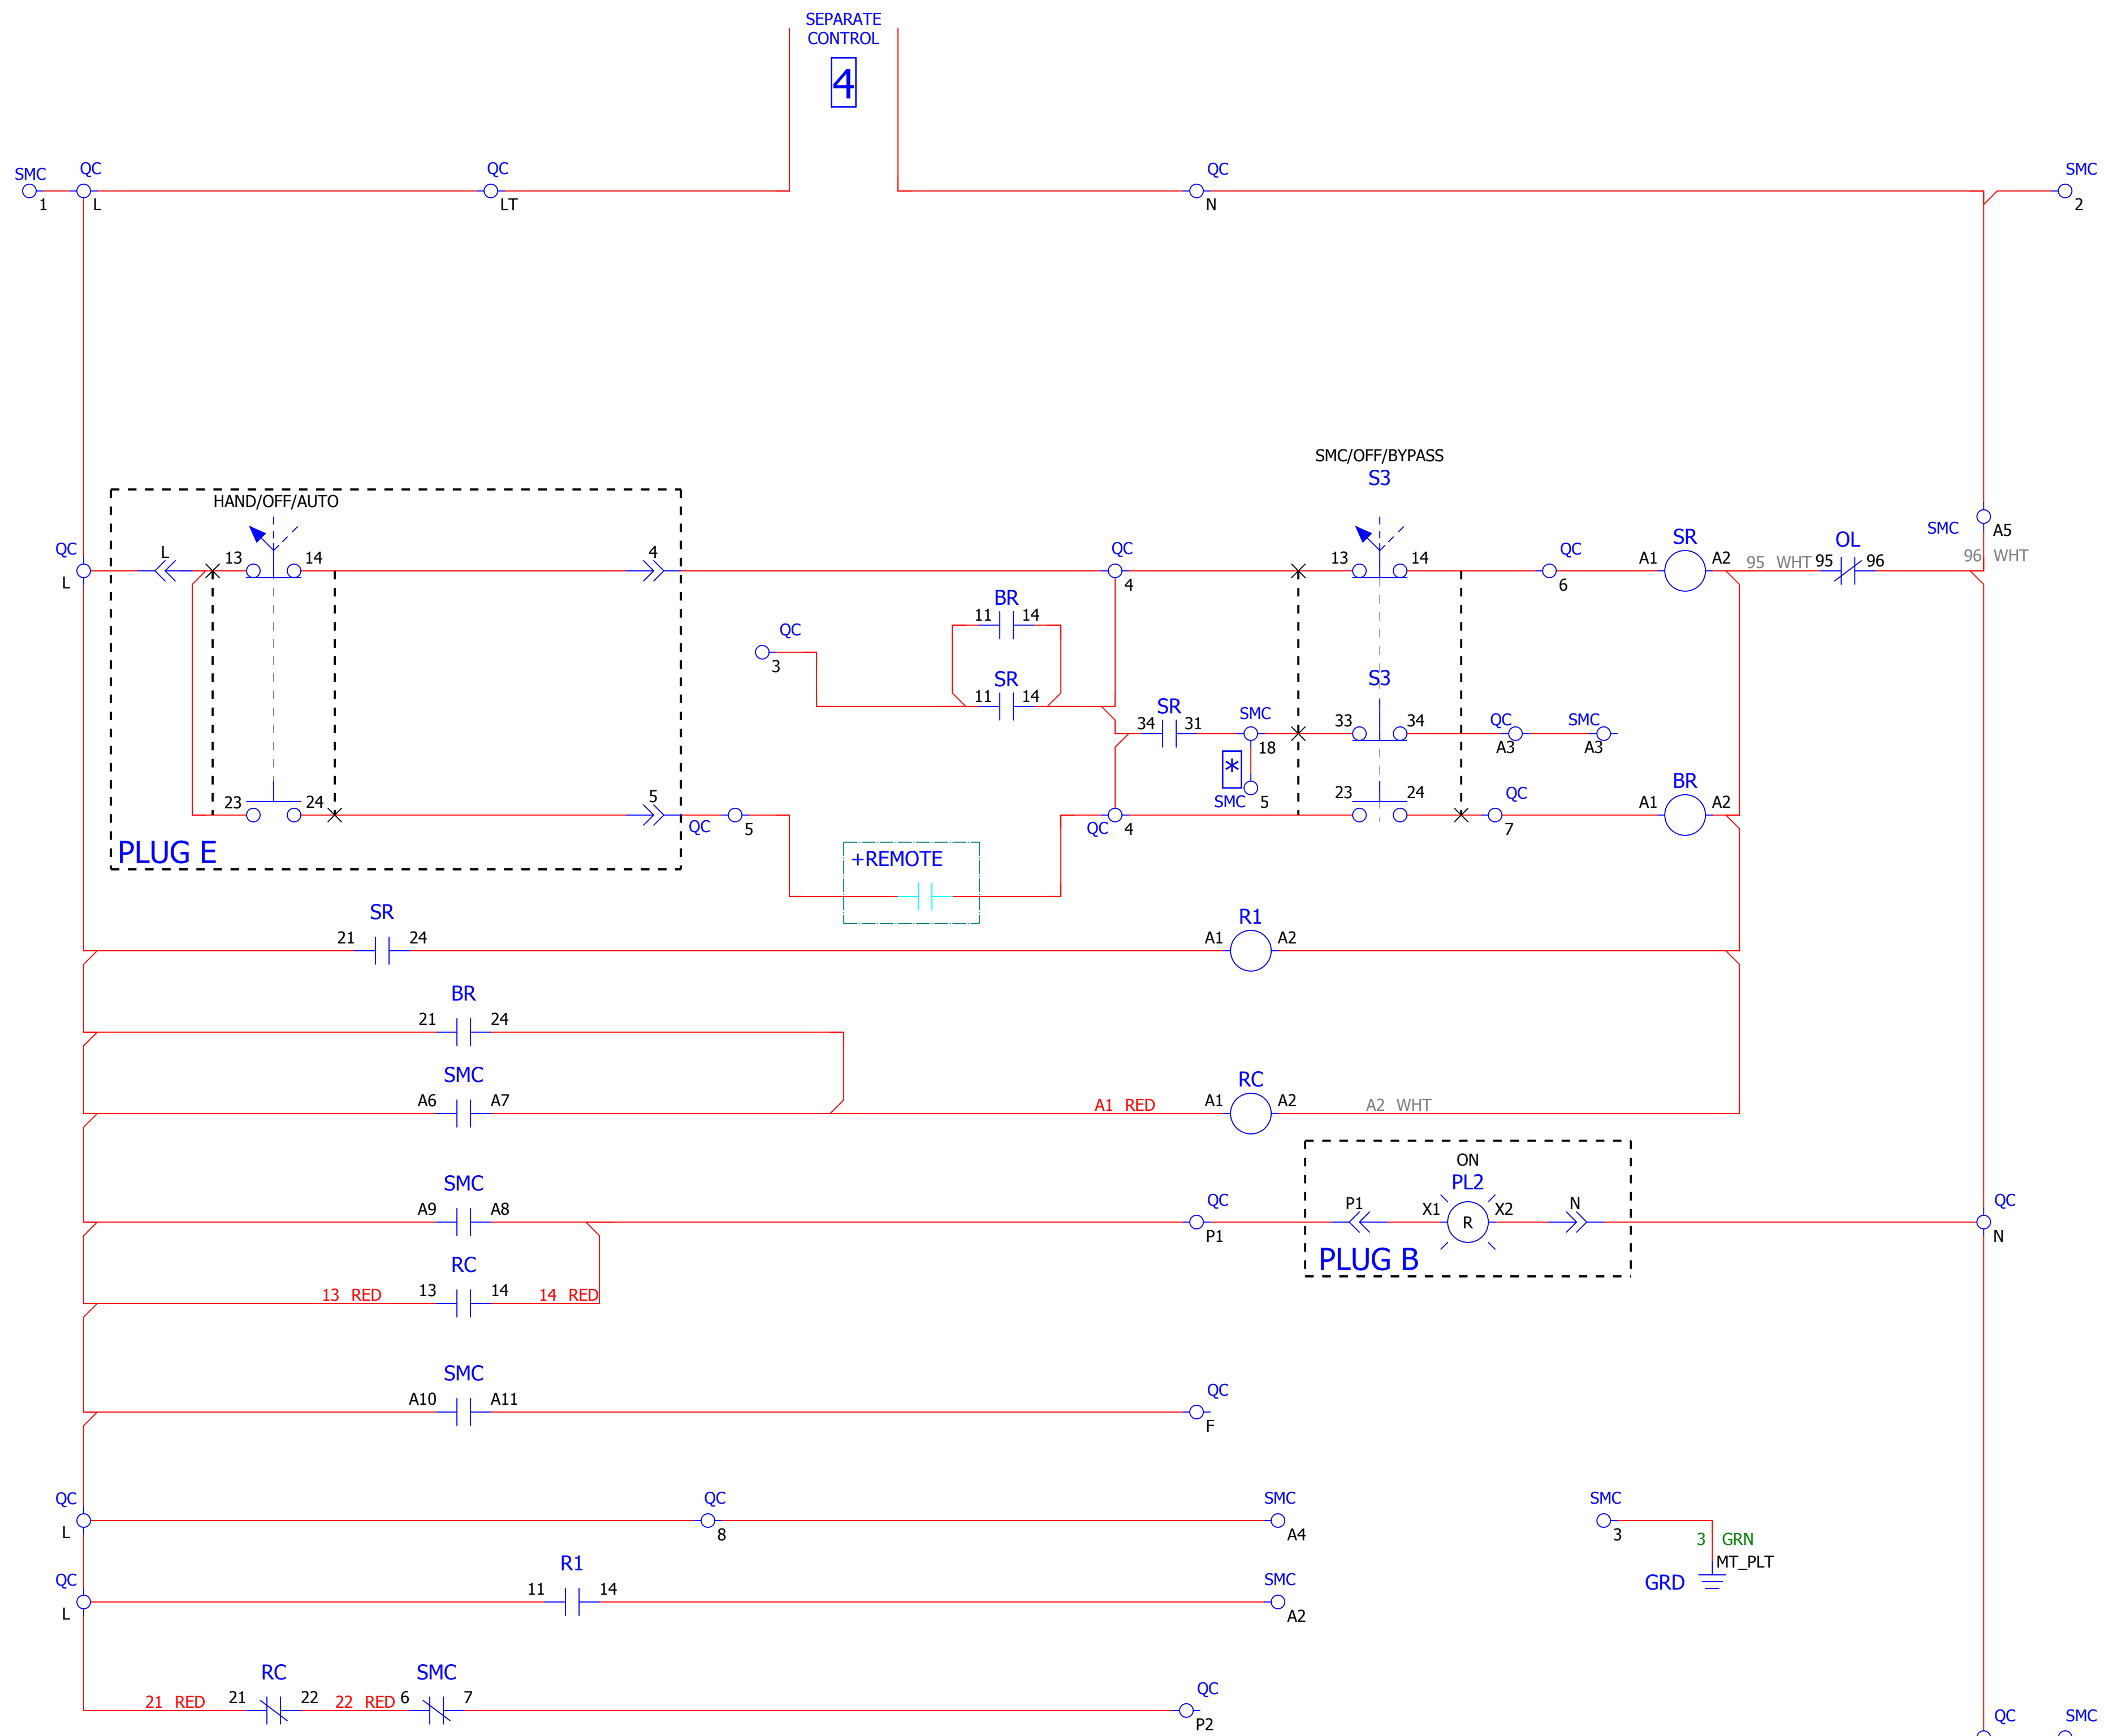 SEPARATE
CONTROL
4
SMC
1
QC
L
QC
LT
QC
N
SMC
2
SMC/OFF/BYPASS
S3
HAND/OFF/AUTO
QC
L
L
13
14
4
QC
4
13
14
QC
6
SR
A1
A2
95 WHT
OL
95
96
SMC
A5
96 WHT
BR
11
14
QC
3
SR
11
14
SR
34
31
SMC
18
*
SMC
5
S3
33
34
QC
A3
SMC
A3
23
24
5
QC
5
QC
4
23
24
QC
7
BR
A1
A2
PLUG E
+REMOTE
SR
21
24
R1
A1
A2
BR
21
24
SMC
A6
A7
A1 RED
RC
A1
A2
A2 WHT
SMC
A9
A8
QC
P1
ON
PL2
P1
X1
R
X2
N
PLUG B
QC
N
RC
13 RED
13
14
14 RED
SMC
A10
A11
QC
F
QC
L
QC
8
SMC
A4
SMC
3
3 GRN
MT_PLT
GRD
QC
L
R1
11
14
SMC
A2
RC
21 RED
21
22
22 RED
SMC
6
7
QC
P2
QC
SMC